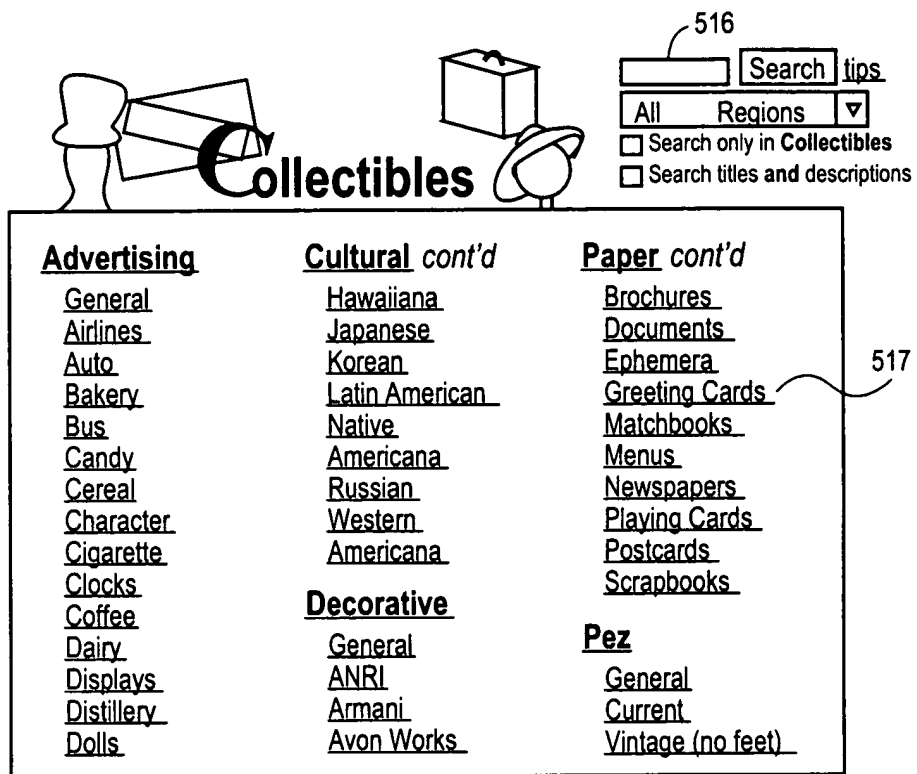 516
Search tips
All Regions
Search only in Collectibles
Search titles and descriptions
Collectibles
Advertising
General
Airlines
Auto
Bakery
Bus
Candy
Cereal
Character
Cigarette
Clocks
Coffee
Dairy
Displays
Distillery
Dolls
Cultural cont'd
Hawaiiana
Japanese
Korean
Latin American
Native
Americana
Russian
Western
Americana
Decorative
General
ANRI
Armani
Avon Works
Paper cont'd
Brochures
Documents
Ephemera
Greeting Cards
Matchbooks
Menus
Newspapers
Playing Cards
Postcards
Scrapbooks
Pez
General
Current
Vintage (no feet)
517